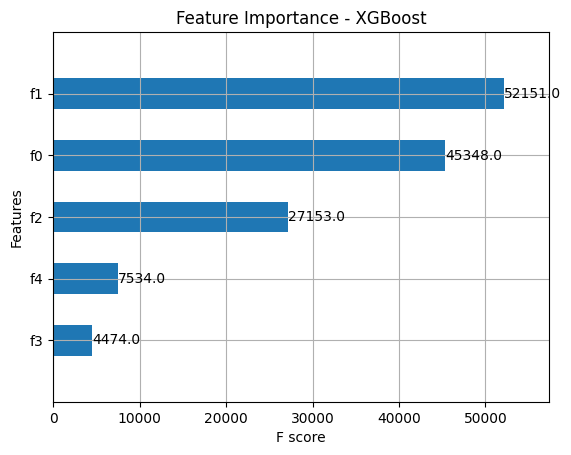 Feature Importance - XGBoost
Features
f1
52151.0
f0
45348.0
f2
27153.0
f4
7534.0
f3
4474.0
0 10000 20000 30000 40000 50000
F score